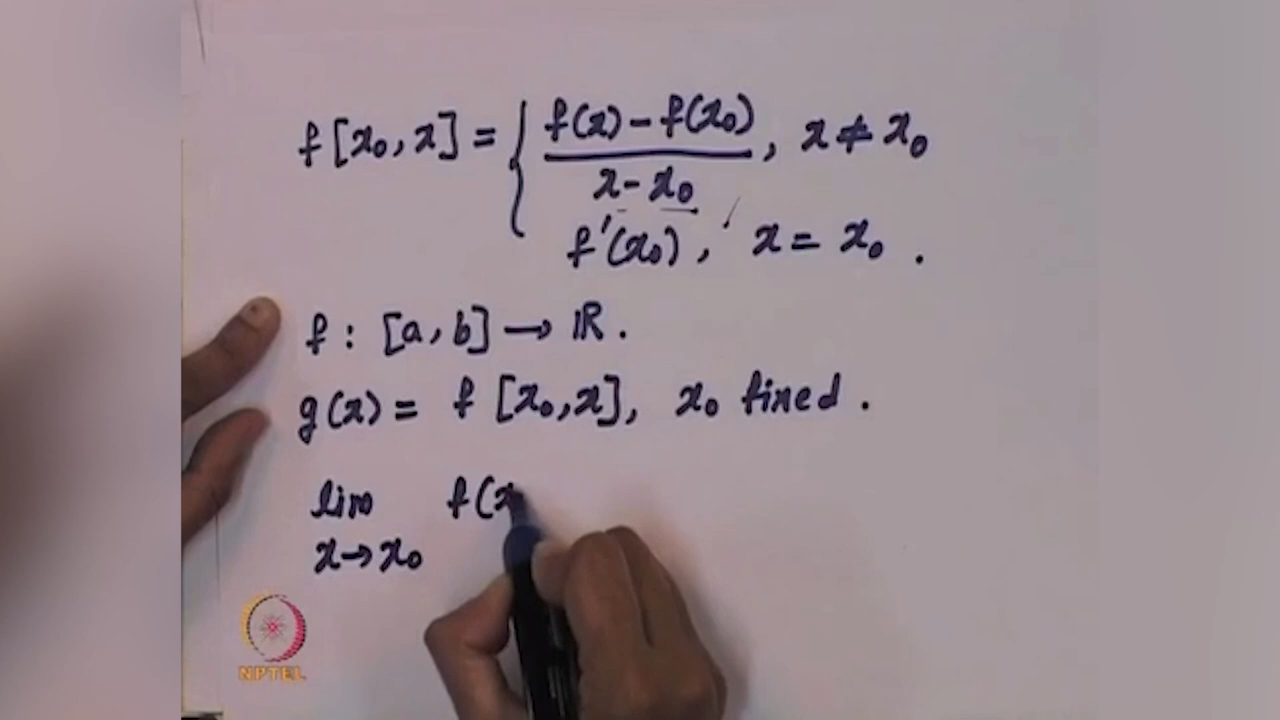 f[x₀, x] = { (f(x) - f(x₀)) / (x - x₀), x ≠ x₀
f'(x₀), x = x₀.
f : [a, b] → ℝ.
g(x) = f [x₀, x], x₀ fixed.
lim f(x
x → x₀
NPTEL